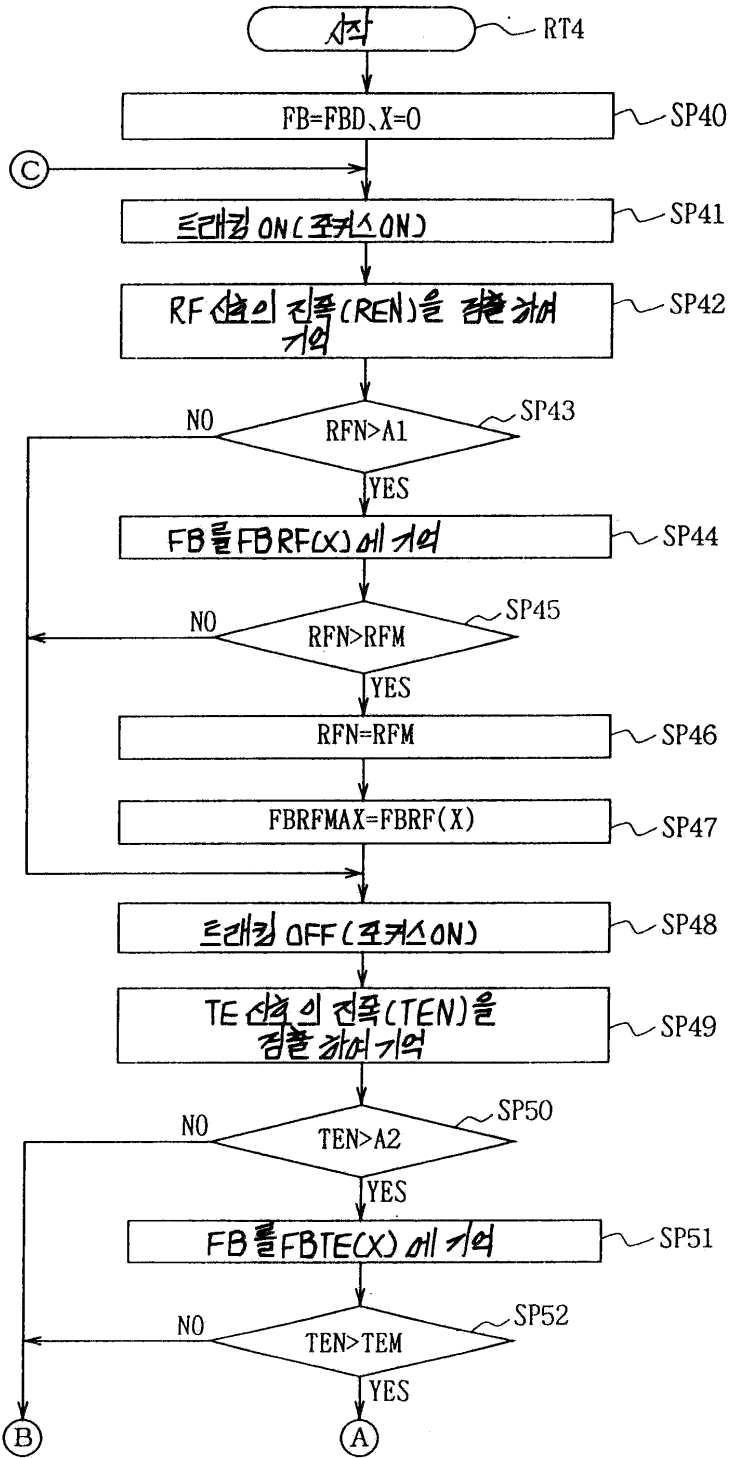 시작
RT4
FB=FBD、X=0
SP40
C
트래킹 ON(포커스ON)
SP41
RF 신호의 진폭(REN)을 검출하여
기억
SP42
RFN>A1
SP43
NO
YES
FB를 FBRF(X)에 기억
SP44
RFN>RFM
SP45
NO
YES
RFN=RFM
SP46
FBRFMAX=FBRF(X)
SP47
트래킹 OFF(포커스ON)
SP48
TE 신호의 진폭(TEN)을
검출하여 기억
SP49
TEN>A2
SP50
NO
YES
FB를 FBTE(X)에 기억
SP51
TEN>TEM
SP52
NO
YES
B
A